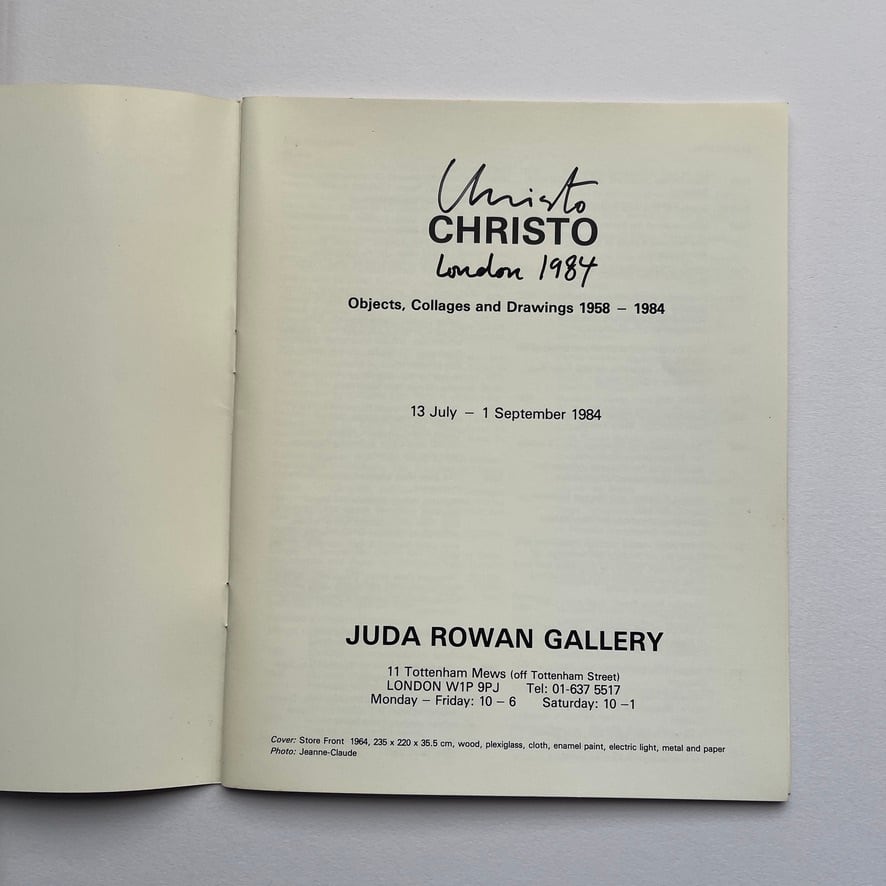 Christo
CHRISTO
London 1984
Objects, Collages and Drawings 1958 – 1984
13 July – 1 September 1984
JUDA ROWAN GALLERY
11 Tottenham Mews (off Tottenham Street)
LONDON W1P 9PJ Tel: 01-637 5517
Monday – Friday: 10 – 6 Saturday: 10 –1
Cover: Store Front 1964, 235 x 220 x 35.5 cm, wood, plexiglass, cloth, enamel paint, electric light, metal and paper
Photo: Jeanne-Claude